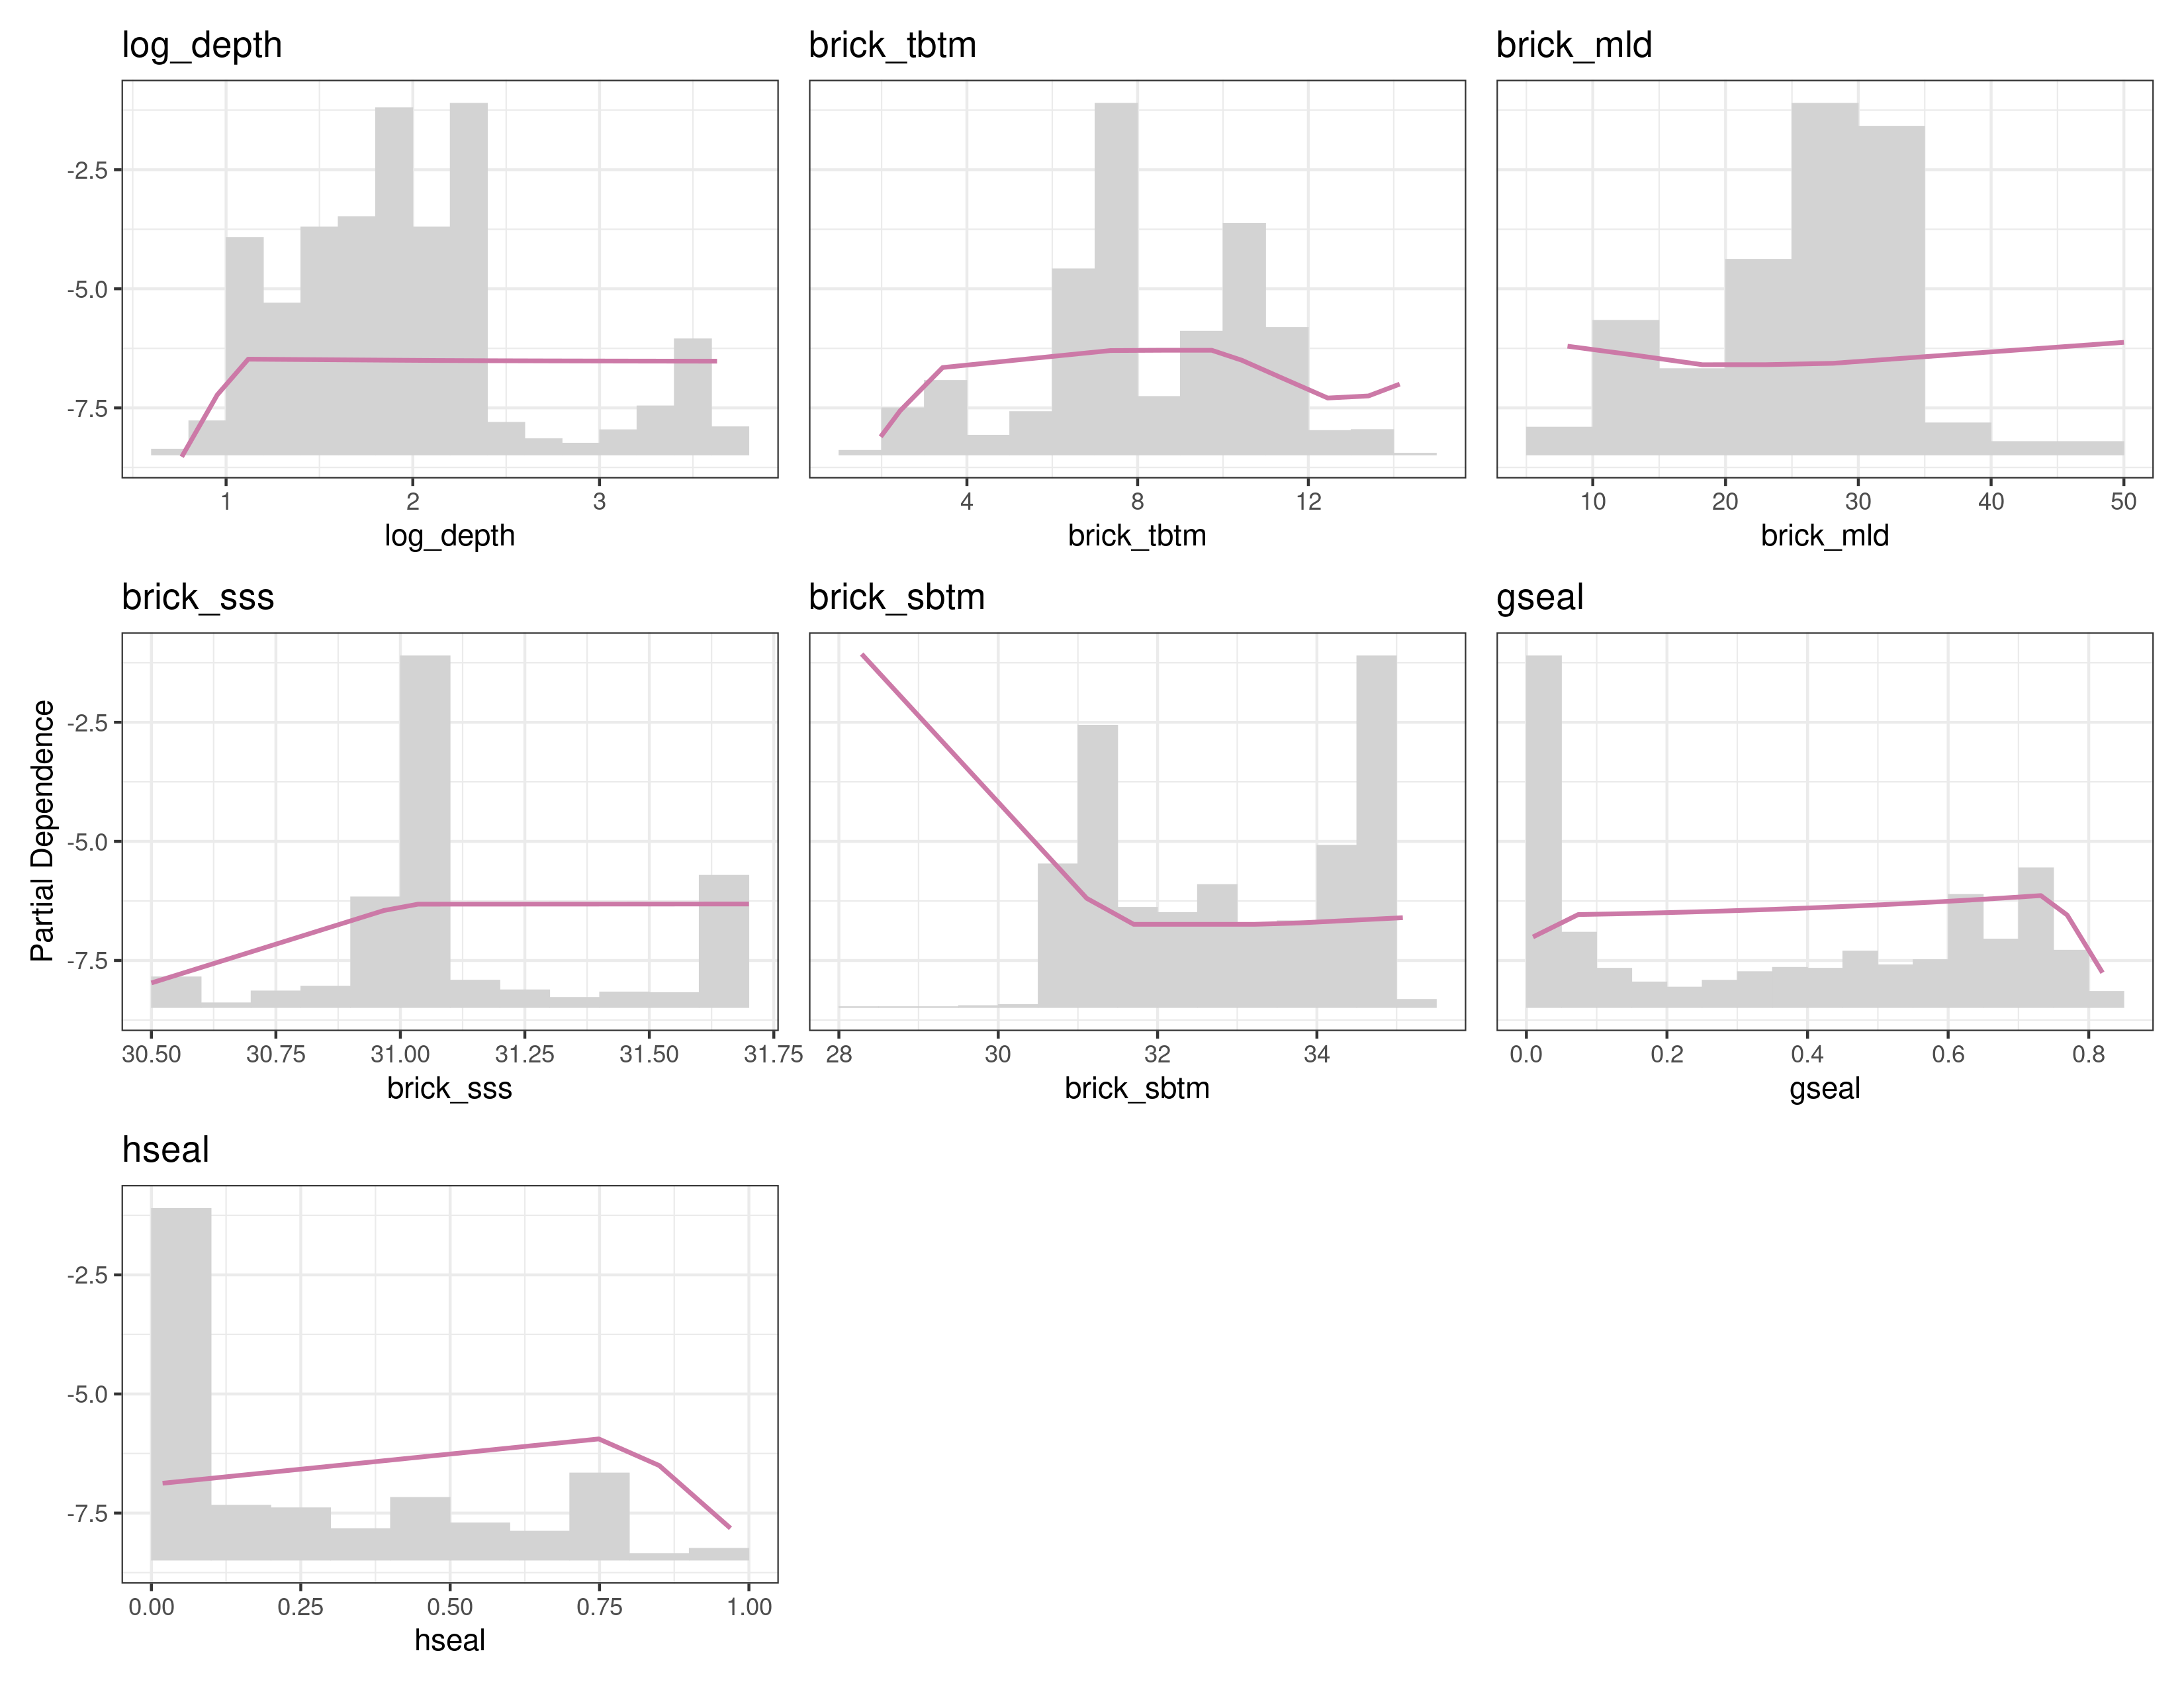 log_depth brick_tbtm brick_mld
-2.5
-5.0
-7.5
1 2 3 4 8 12 10 20 30 40 50
log_depth brick_tbtm brick_mld
brick_sss brick_sbtm gseal
Partial Dependence
-2.5
-5.0
-7.5
30.50 30.75 31.00 31.25 31.50 31.75 28 30 32 34 0.0 0.2 0.4 0.6 0.8
brick_sss brick_sbtm gseal
hseal
-2.5
-5.0
-7.5
0.00 0.25 0.50 0.75 1.00
hseal